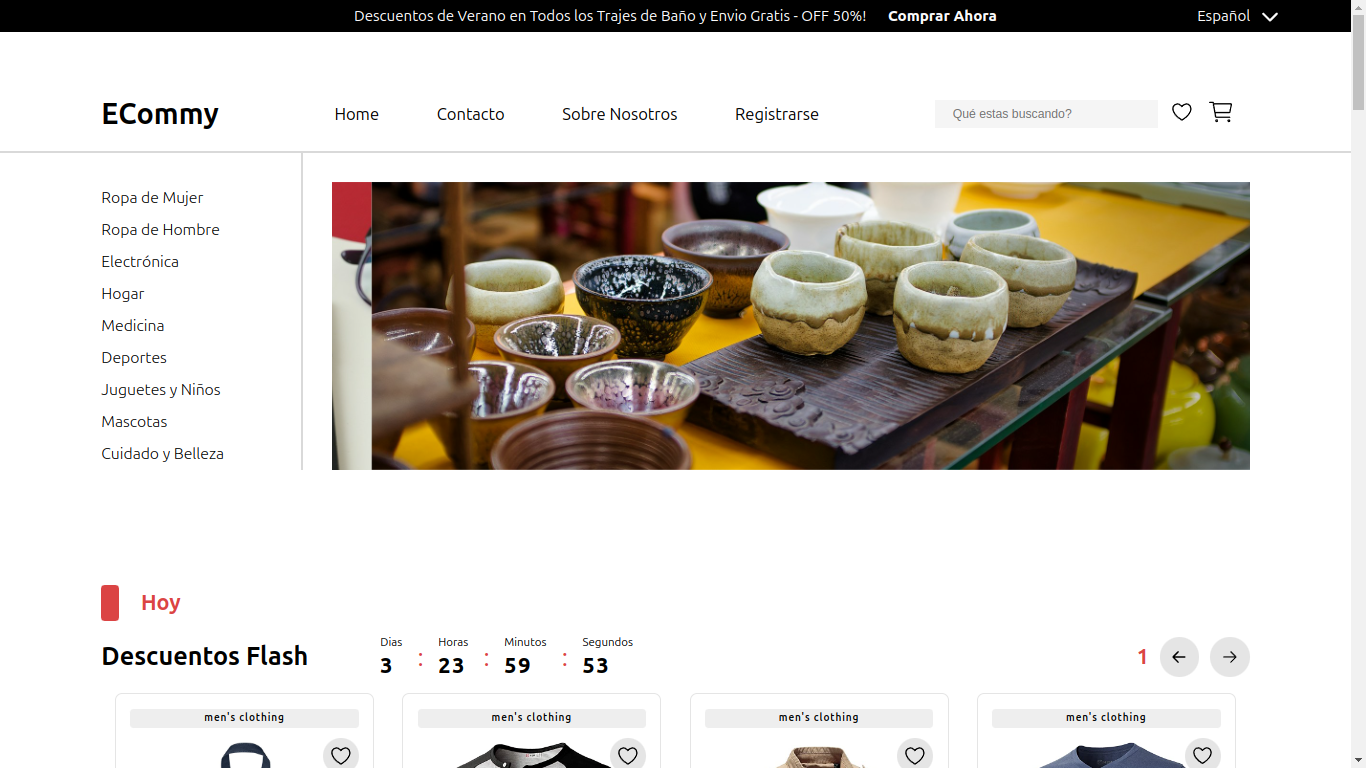 Descuentos de Verano en Todos los Trajes de Baño y Envio Gratis - OFF 50%! Comprar Ahora Español
ECommy Home Contacto Sobre Nosotros Registrarse Qué estas buscando?
Ropa de Mujer
Ropa de Hombre
Electrónica
Hogar
Medicina
Deportes
Juguetes y Niños
Mascotas
Cuidado y Belleza
Hoy
Descuentos Flash
Dias Horas Minutos Segundos
3 : 23 : 59 : 53
1
men's clothing men's clothing men's clothing men's clothing